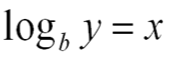 log_b y = x